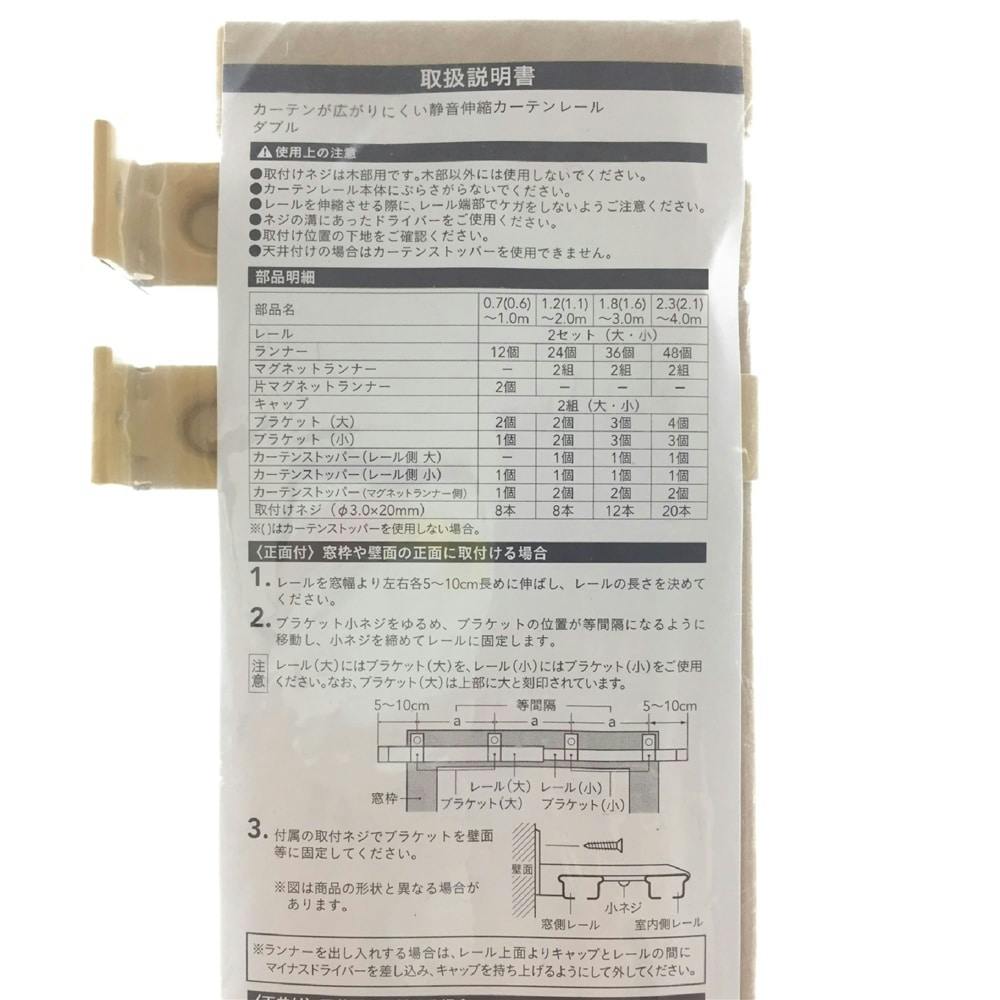 取扱説明書
カーテンが広がりにくい静音伸縮カーテンレール
ダブル
使用上の注意
●取付けネジは木部用です。木部以外には使用しないでください。
●カーテンレール本体にぶらさがらないでください。
●レールを伸縮させる際に、レール端部でケガをしないようご注意ください。
●ネジの溝にあったドライバーをご使用ください。
●取付け位置の下地をご確認ください。
●天井付けの場合はカーテンストッパーを使用できません。
部品明細
部品名 0.7(0.6)～1.0m 1.2(1.1)～2.0m 1.8(1.6)～3.0m 2.3(2.1)～4.0m
レール 2セット（大・小）
ランナー 12個 24個 36個 48個
マグネットランナー － 2組 2組 2組
片マグネットランナー 2個 － － －
キャップ 2組（大・小）
ブラケット（大） 2個 2個 3個 4個
ブラケット（小） 1個 2個 3個 3個
カーテンストッパー（レール側 大） － 1個 1個 1個
カーテンストッパー（レール側 小） 1個 1個 1個 1個
カーテンストッパー（マグネットランナー側） 1個 2個 2個 2個
取付けネジ（φ3.0×20mm） 8本 8本 12本 20本
※()はカーテンストッパーを使用しない場合。
〈正面付〉窓枠や壁面の正面に取付ける場合
1. レールを窓幅より左右各5～10cm長めに伸ばし、レールの長さを決めて
ください。
2. ブラケット小ネジをゆるめ、ブラケットの位置が等間隔になるように
移動し、小ネジを締めてレールに固定します。
注意 レール(大)にはブラケット(大)を、レール(小)にはブラケット(小)をご使用
ください。なお、ブラケット(大)は上部に大と刻印されています。
5～10cm 等間隔 5～10cm
a a a
レール(大) レール(小)
窓枠 ブラケット(大) ブラケット(小)
3. 付属の取付ネジでブラケットを壁面
等に固定してください。
※図は商品の形状と異なる場合が
あります。
壁面
小ネジ
窓側レール 室内側レール
※ランナーを出し入れする場合は、レール上面よりキャップとレールの間に
マイナスドライバーを差し込み、キャップを持ち上げるようにして外してください。